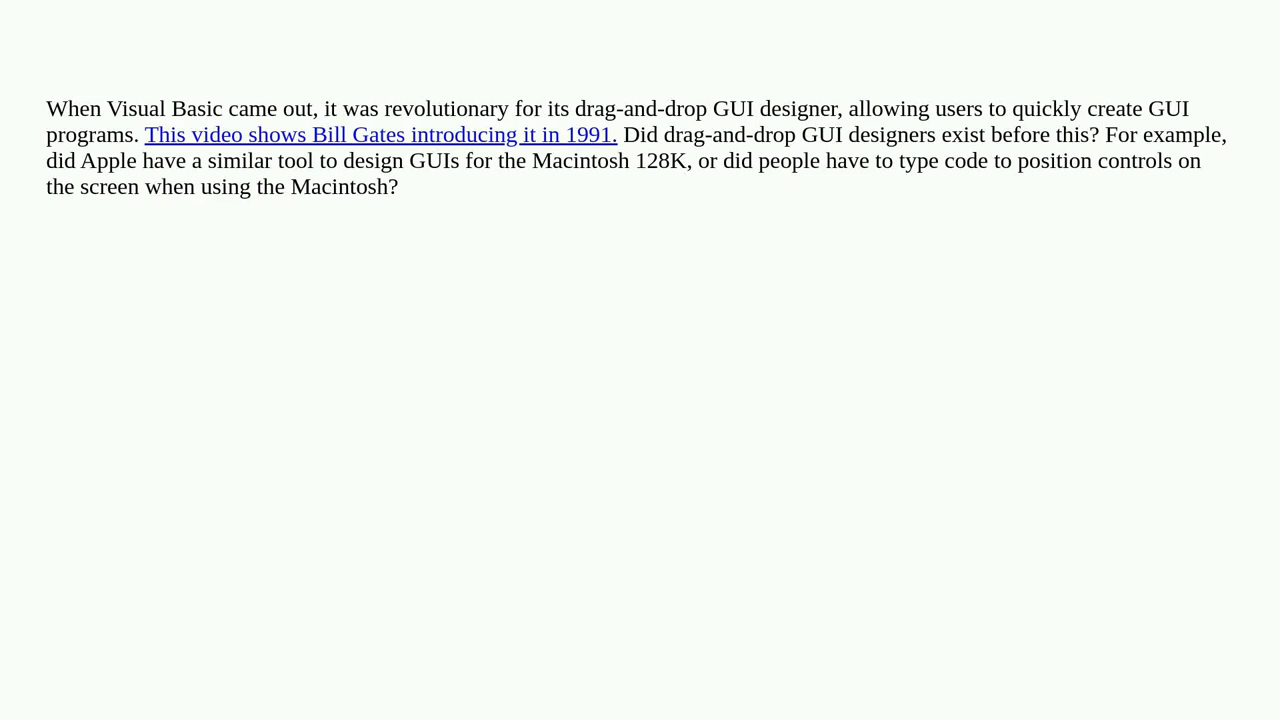 When Visual Basic came out, it was revolutionary for its drag-and-drop GUI designer, allowing users to quickly create GUI
programs. This video shows Bill Gates introducing it in 1991. Did drag-and-drop GUI designers exist before this? For example,
did Apple have a similar tool to design GUIs for the Macintosh 128K, or did people have to type code to position controls on
the screen when using the Macintosh?